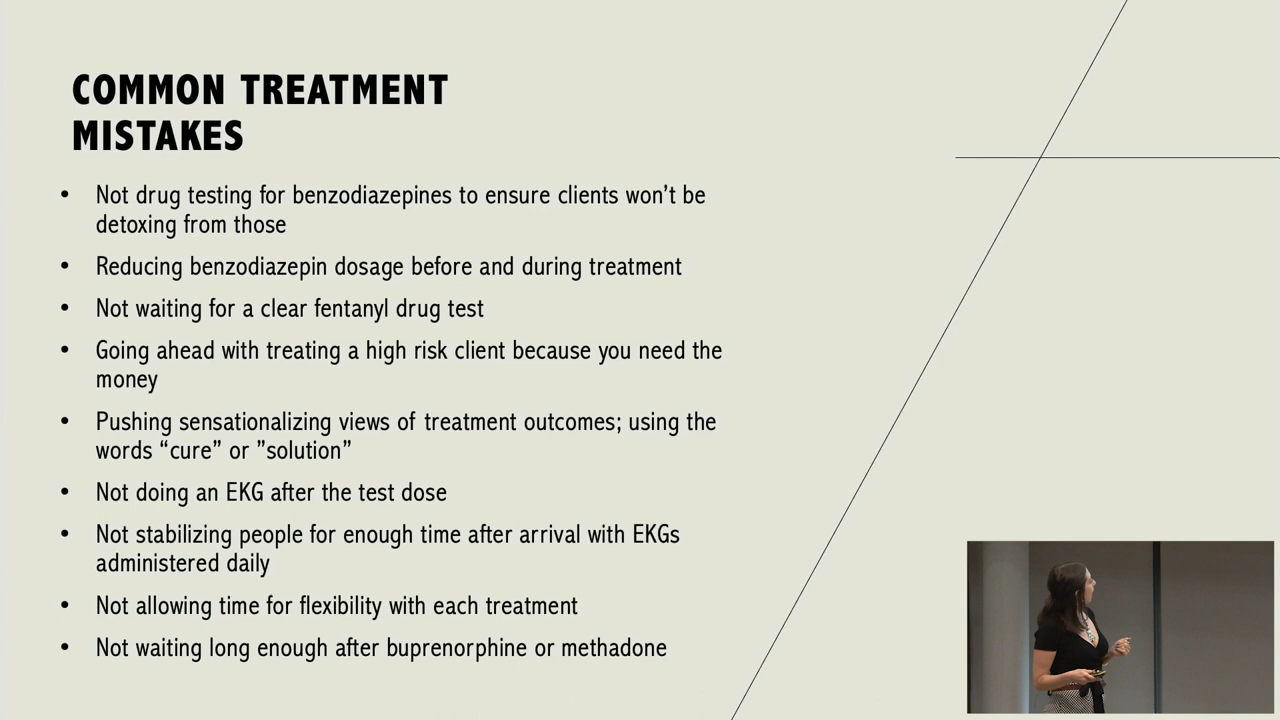 COMMON TREATMENT
MISTAKES
• Not drug testing for benzodiazepines to ensure clients won’t be
detoxing from those
• Reducing benzodiazepin dosage before and during treatment
• Not waiting for a clear fentanyl drug test
• Going ahead with treating a high risk client because you need the
money
• Pushing sensationalizing views of treatment outcomes; using the
words “cure” or ”solution”
• Not doing an EKG after the test dose
• Not stabilizing people for enough time after arrival with EKGs
administered daily
• Not allowing time for flexibility with each treatment
• Not waiting long enough after buprenorphine or methadone